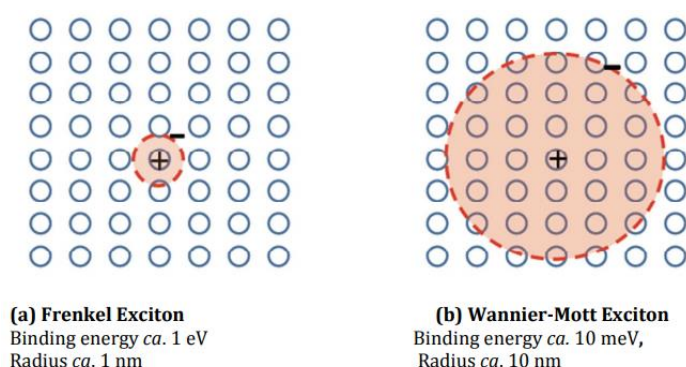 (a) Frenkel Exciton
Binding energy ca. 1 eV
Radius ca. 1 nm
(b) Wannier-Mott Exciton
Binding energy ca. 10 meV,
Radius ca. 10 nm